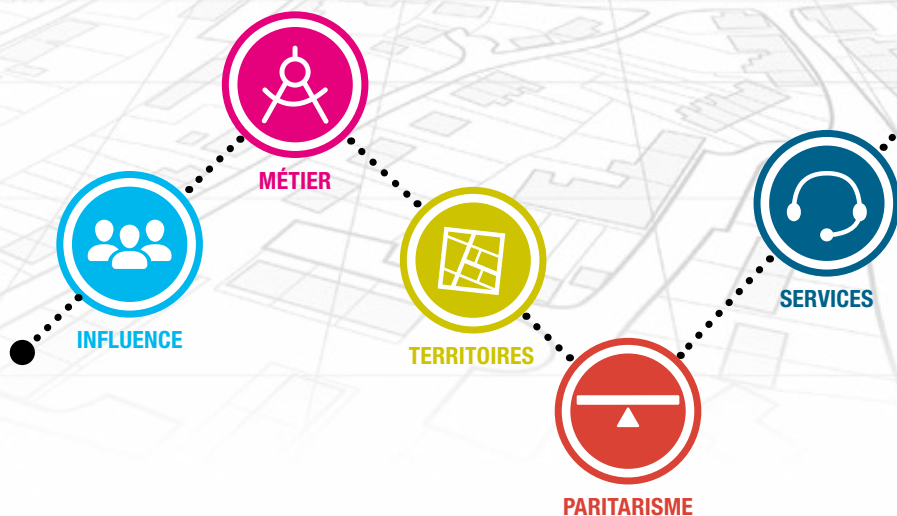 INFLUENCE
MÉTIER
TERRITOIRES
PARITARISME
SERVICES